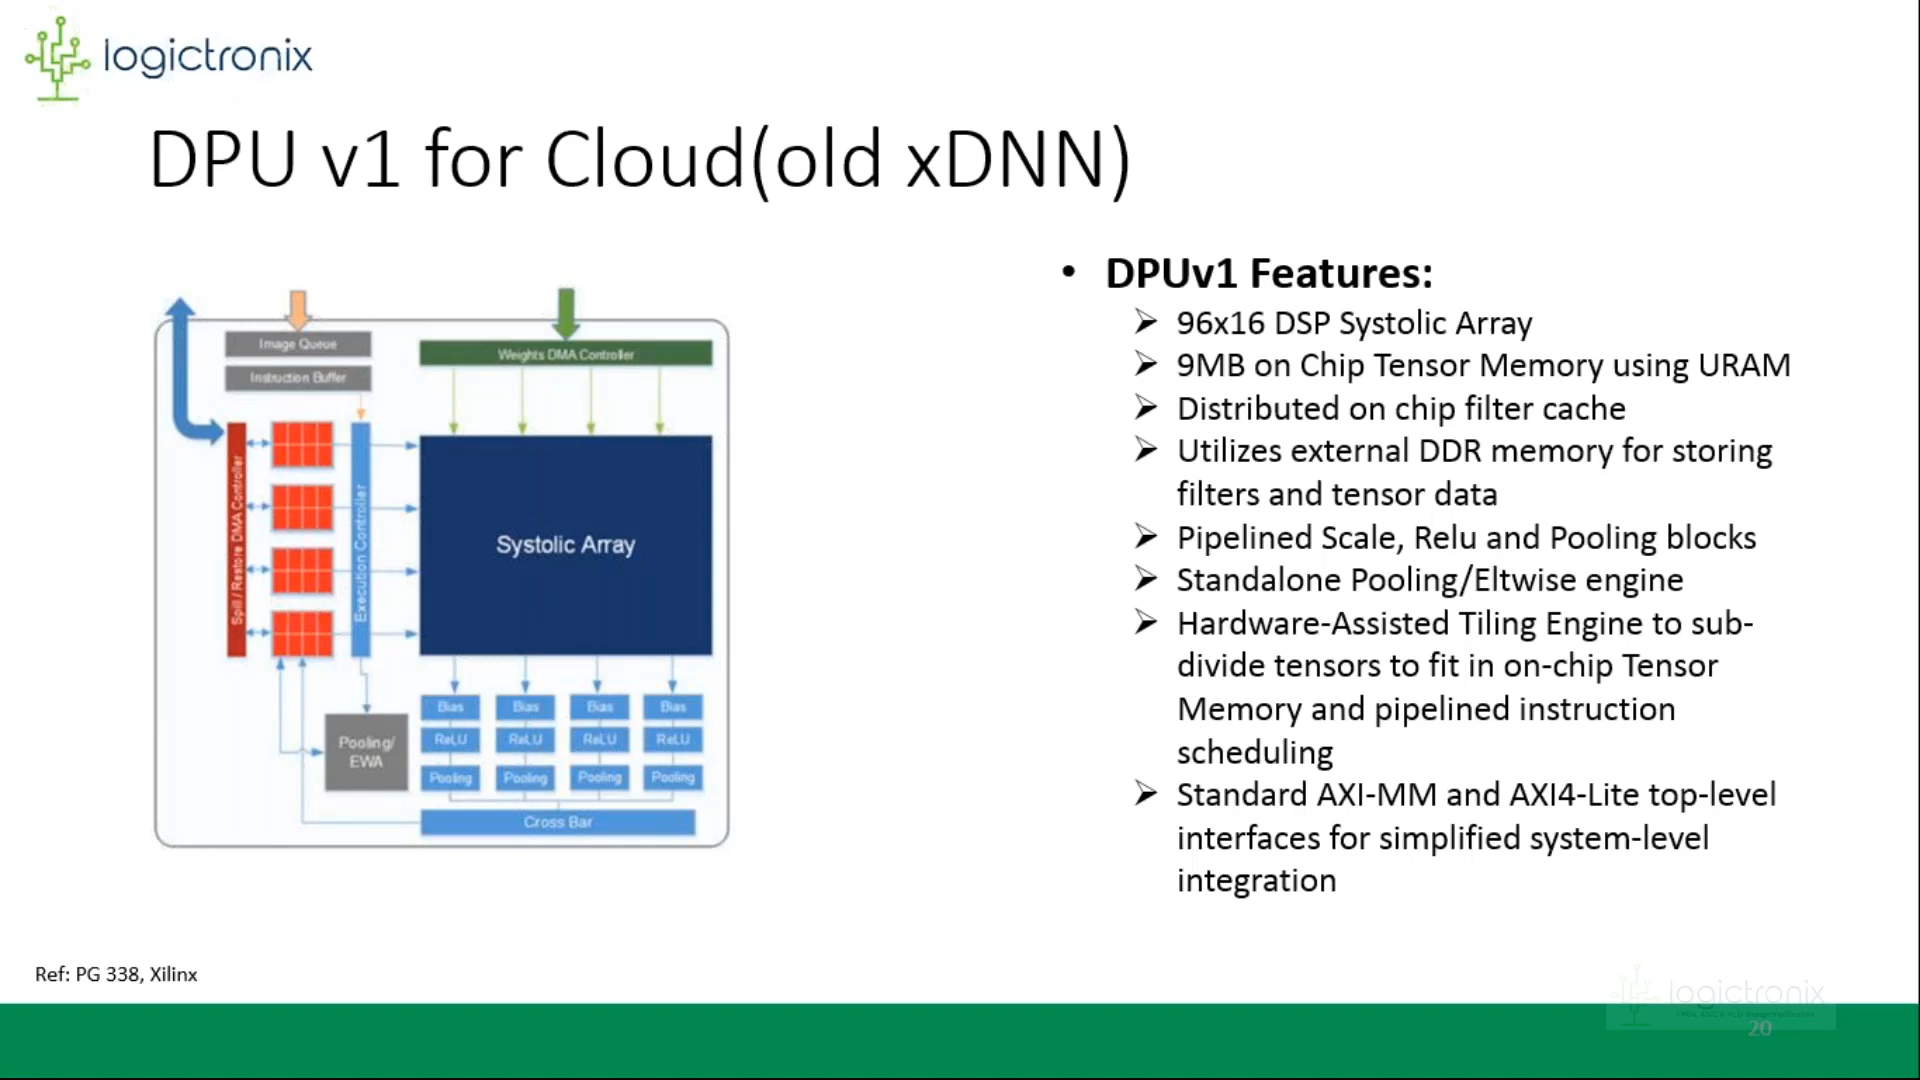 logictronix
DPU v1 for Cloud(old xDNN)
Image Queue
Instruction Buffer
Weights DMA Controller
Spill / Restore DMA Controller
Execution Controller
Systolic Array
Bias
Bias
Bias
Bias
ReLU
ReLU
ReLU
ReLU
Pooling
Pooling
Pooling
Pooling
Pooling/
EWA
Cross Bar
• DPUv1 Features:
➢ 96x16 DSP Systolic Array
➢ 9MB on Chip Tensor Memory using URAM
➢ Distributed on chip filter cache
➢ Utilizes external DDR memory for storing
filters and tensor data
➢ Pipelined Scale, Relu and Pooling blocks
➢ Standalone Pooling/Eltwise engine
➢ Hardware-Assisted Tiling Engine to sub-
divide tensors to fit in on-chip Tensor
Memory and pipelined instruction
scheduling
➢ Standard AXI-MM and AXI4-Lite top-level
interfaces for simplified system-level
integration
Ref: PG 338, Xilinx
logictronix
20